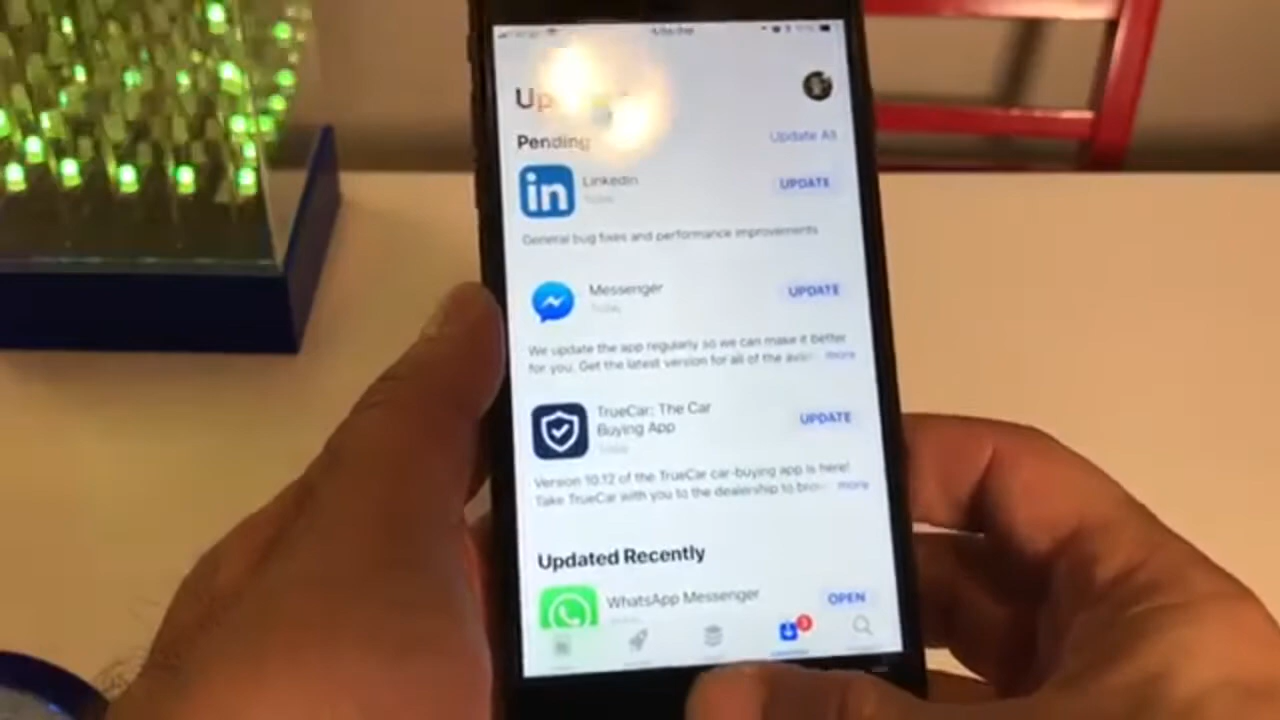 Up
Pending
Update All
in
LinkedIn
UPDATE
Today
General bug fixes and performance improvements
Messenger
UPDATE
Today
We update the app regularly so we can make it better
for you. Get the latest version for all of the avai
more
TrueCar: The Car
Buying App
UPDATE
Today
Version 10.12 of the TrueCar car-buying app is here!
Take TrueCar with you to the dealership to brow
more
Updated Recently
WhatsApp Messenger
OPEN
3